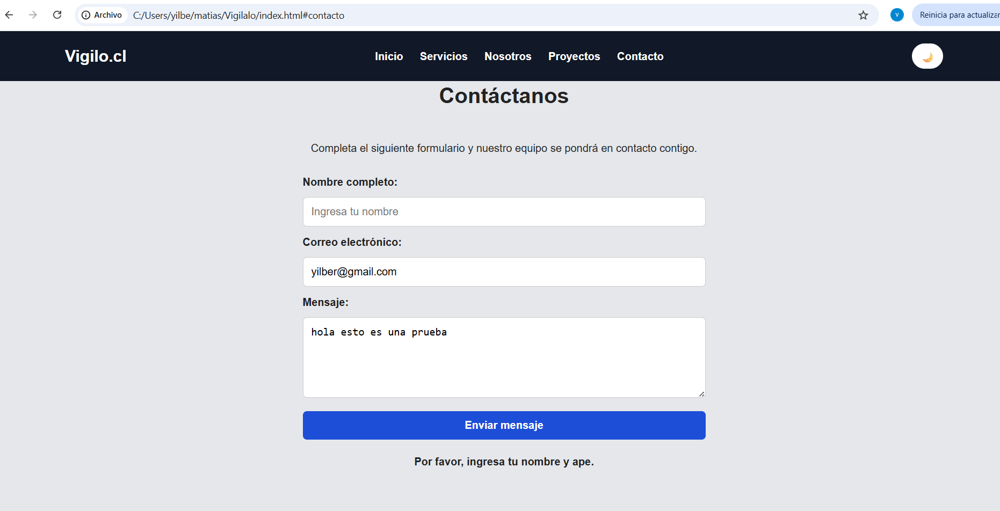 Archivo C:/Users/yilbe/matias/Vigilalo/index.html#contacto V Reinicia para actualizar
Vigilo.cl Inicio Servicios Nosotros Proyectos Contacto
Contáctanos
Completa el siguiente formulario y nuestro equipo se pondrá en contacto contigo.
Nombre completo:
Ingresa tu nombre
Correo electrónico:
yilber@gmail.com
Mensaje:
hola esto es una prueba
Enviar mensaje
Por favor, ingresa tu nombre y ape.